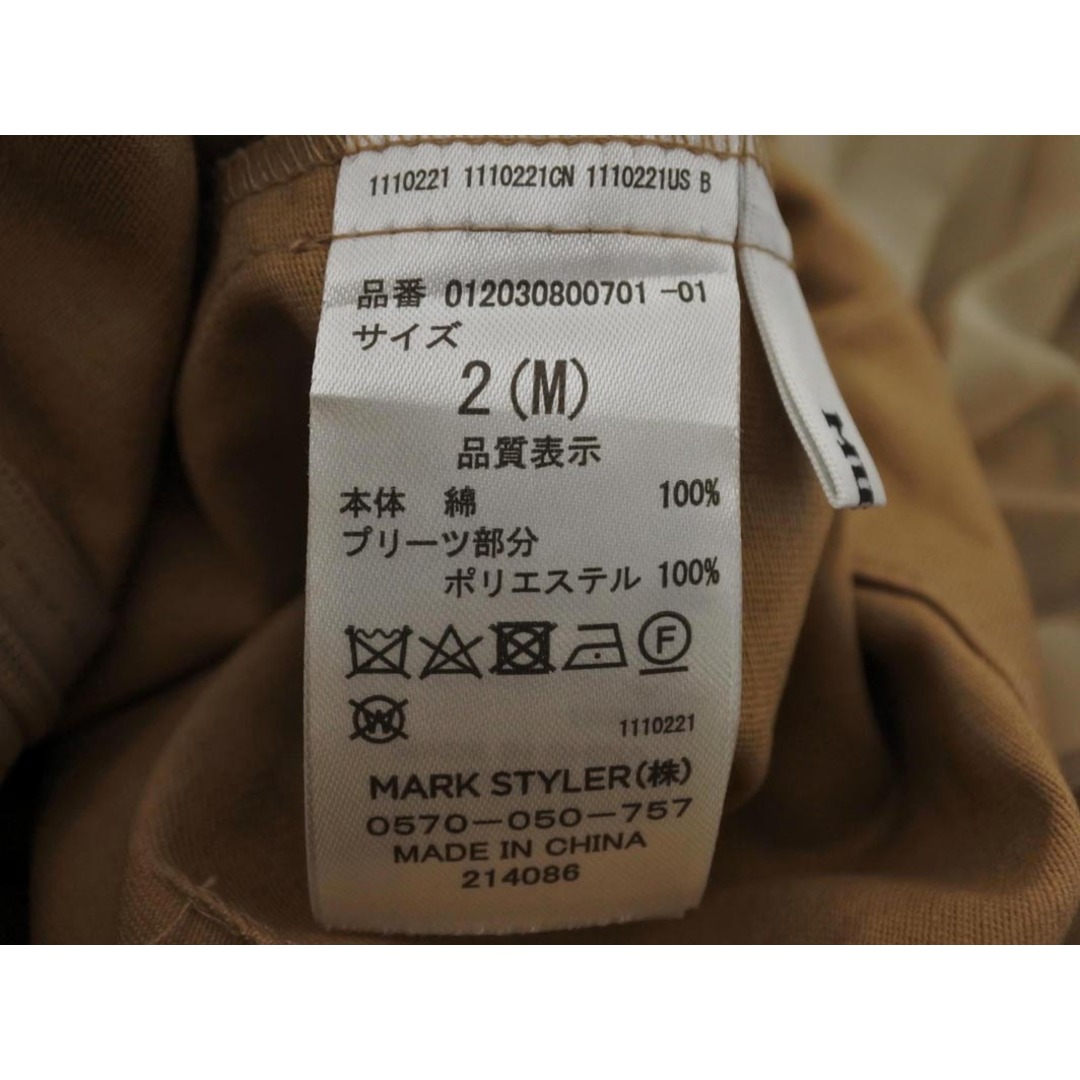 1110221 1110221CN 1110221US B
品番 012030800701 -01
サイズ
2(M)
品質表示
本体 綿 100%
プリーツ部分
ポリエステル 100%
F
W
1110221
MARK STYLER(株)
0570-050-757
MADE IN CHINA
214086